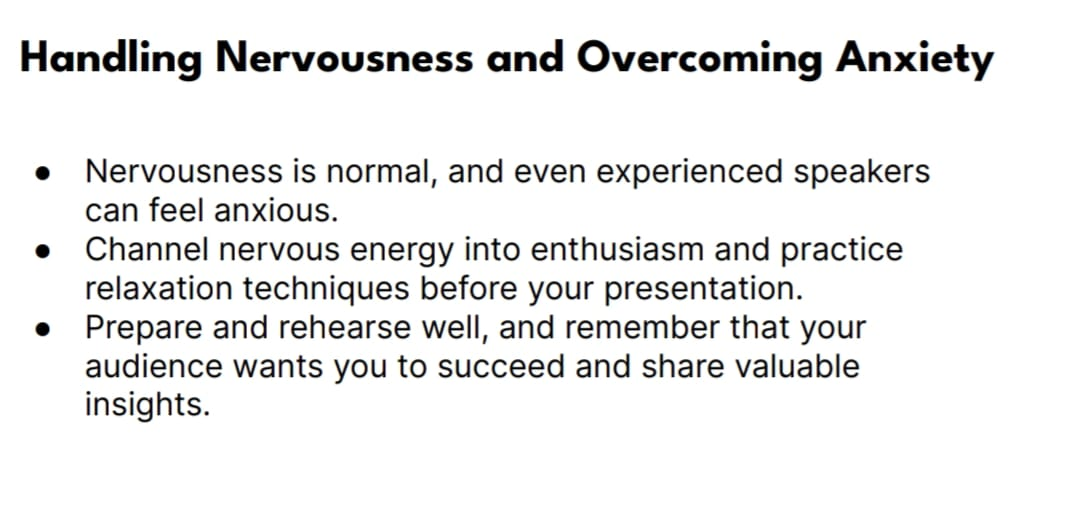 Handling Nervousness and Overcoming Anxiety
● Nervousness is normal, and even experienced speakers
can feel anxious.
● Channel nervous energy into enthusiasm and practice
relaxation techniques before your presentation.
● Prepare and rehearse well, and remember that your
audience wants you to succeed and share valuable
insights.